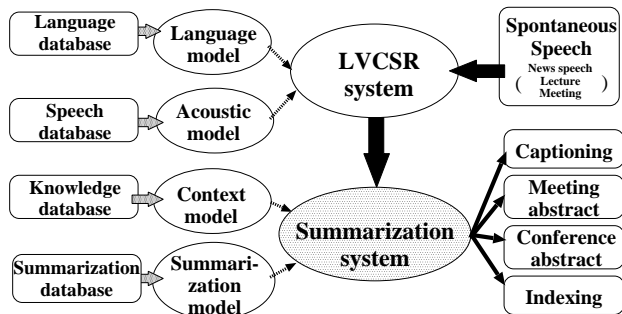 Language
database
Language
model
LVCSR
system
Spontaneous
Speech
( News speech
Lecture
Meeting )
Speech
database
Acoustic
model
Captioning
Knowledge
database
Context
model
Summarization
system
Meeting
abstract
Conference
abstract
Summarization
database
Summari-
zation
model
Indexing